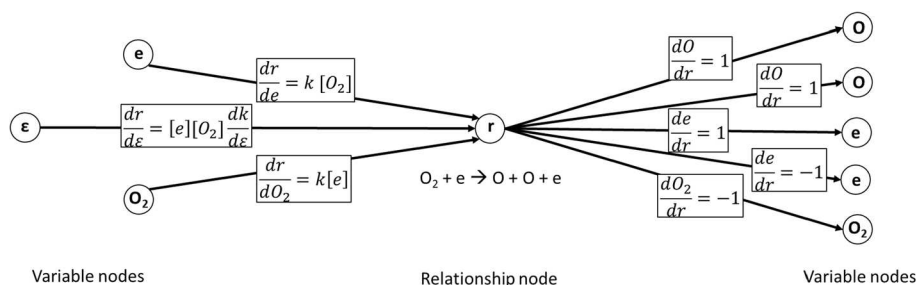 e
dr/de = k [O₂]
ε
dr/dε = [e][O₂] dk/dε
O₂
dr/dO₂ = k[e]
r
O₂ + e → O + O + e
dO/dr = 1
O
dO/dr = 1
O
de/dr = 1
e
de/dr = −1
e
dO₂/dr = −1
O₂
Variable nodes
Relationship node
Variable nodes